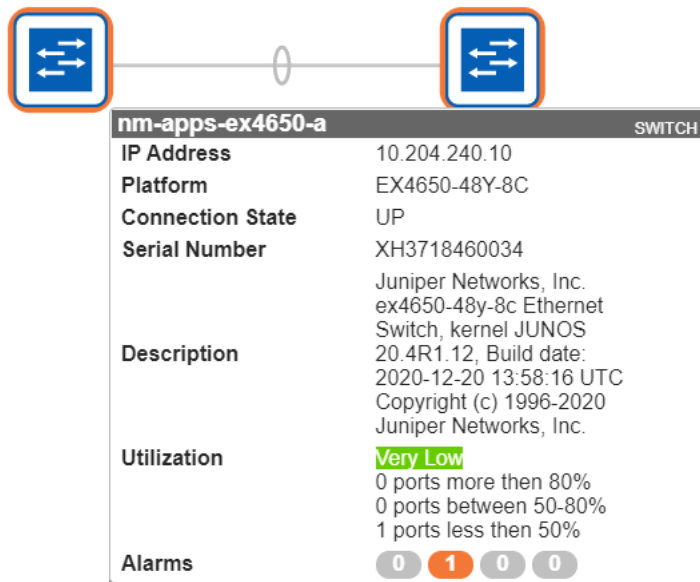 nm-apps-ex4650-a SWITCH
IP Address 10.204.240.10
Platform EX4650-48Y-8C
Connection State UP
Serial Number XH3718460034
Juniper Networks, Inc.
ex4650-48y-8c Ethernet
Switch, kernel JUNOS
Description 20.4R1.12, Build date:
2020-12-20 13:58:16 UTC
Copyright (c) 1996-2020
Juniper Networks, Inc.
Utilization Very Low
0 ports more then 80%
0 ports between 50-80%
1 ports less then 50%
Alarms 0 1 0 0